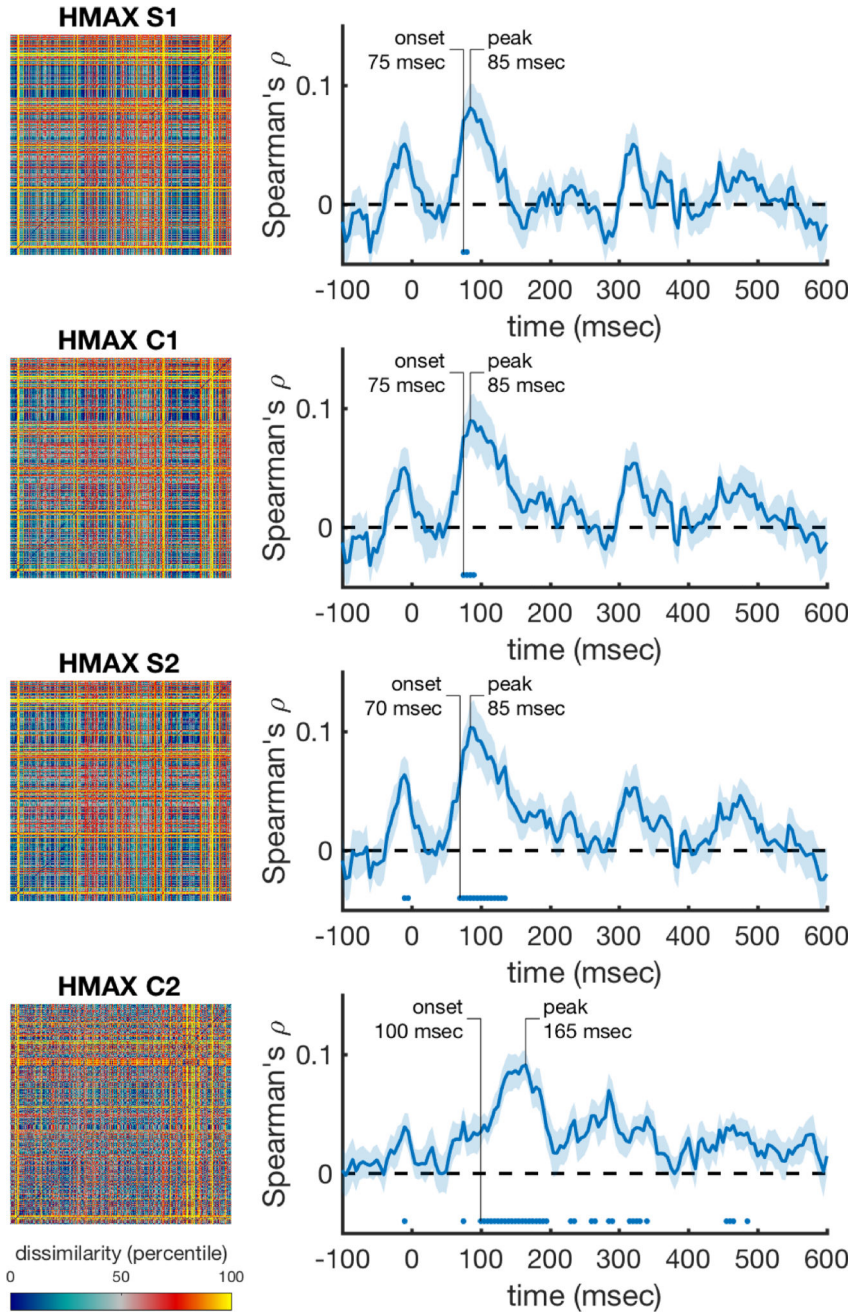 HMAX S1
onset
75 msec
peak
85 msec
Spearman's ρ
0.1
0
-100 0 100 200 300 400 500 600
time (msec)
HMAX C1
onset
75 msec
peak
85 msec
Spearman's ρ
0.1
0
-100 0 100 200 300 400 500 600
time (msec)
HMAX S2
onset
70 msec
peak
85 msec
Spearman's ρ
0.1
0
-100 0 100 200 300 400 500 600
time (msec)
HMAX C2
onset
100 msec
peak
165 msec
Spearman's ρ
0.1
0
-100 0 100 200 300 400 500 600
time (msec)
dissimilarity (percentile)
0 50 100